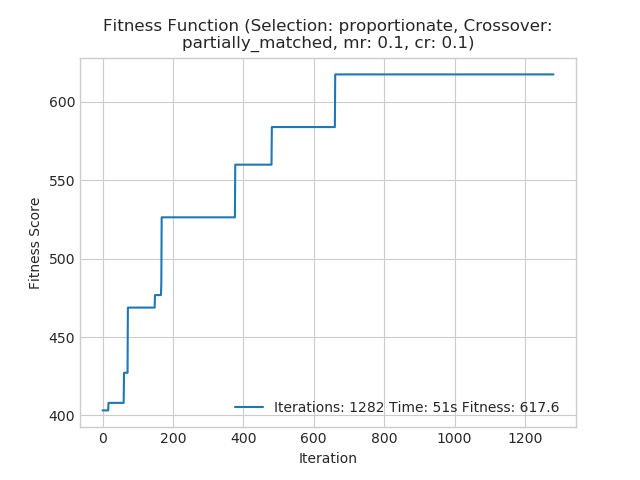 Fitness Function (Selection: proportionate, Crossover:
partially_matched, mr: 0.1, cr: 0.1)
Fitness Score
600
550
500
450
400
Iterations: 1282 Time: 51s Fitness: 617.6
0 200 400 600 800 1000 1200
Iteration